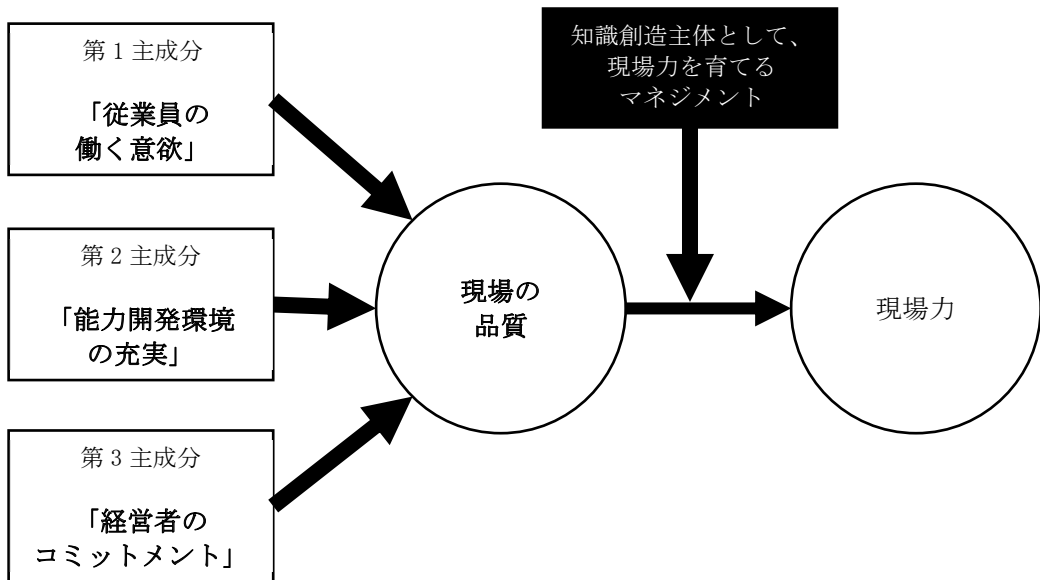 第1主成分
「従業員の
働く意欲」
第2主成分
「能力開発環境
の充実」
第3主成分
「経営者の
コミットメント」
現場の
品質
知識創造主体として、
現場力を育てる
マネジメント
現場力